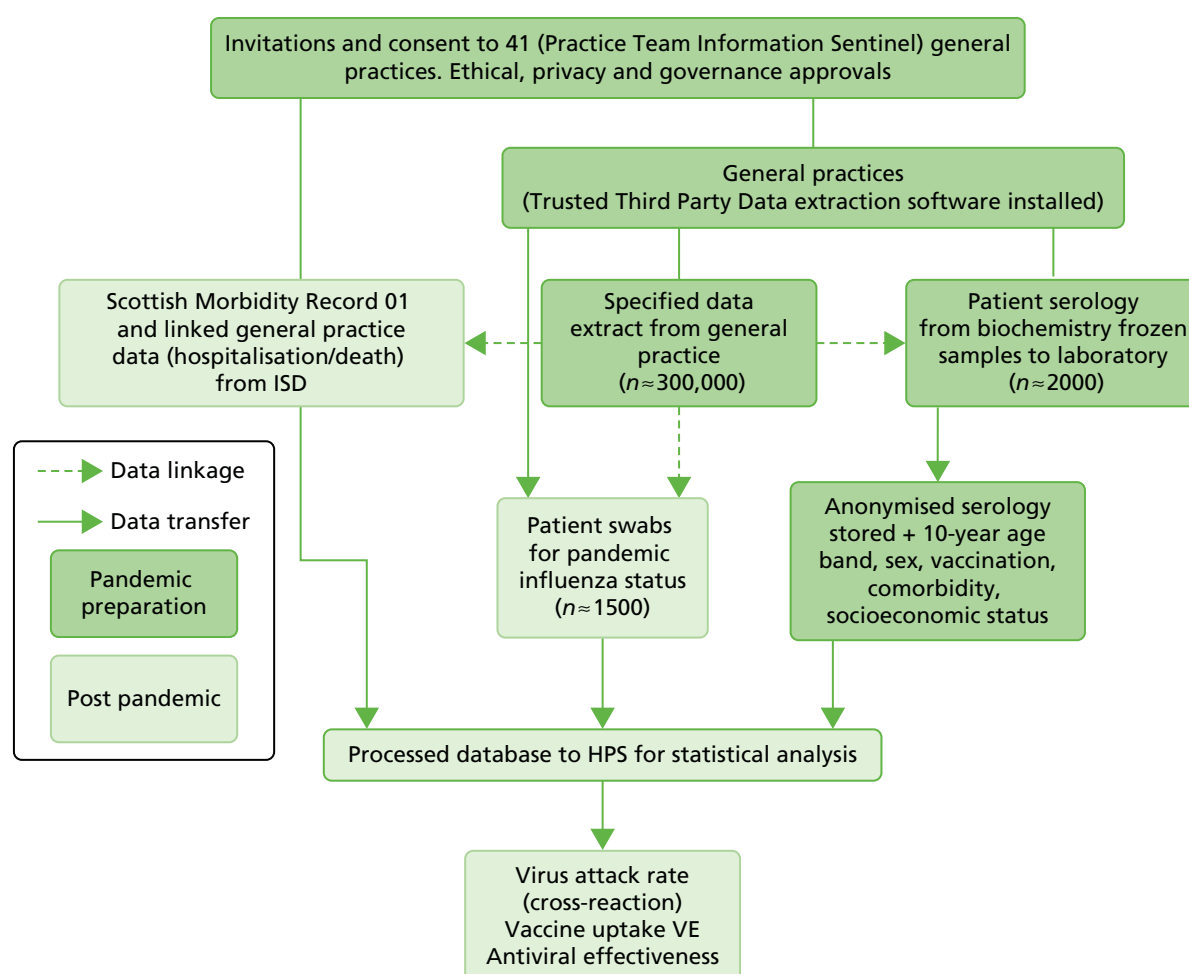 Invitations and consent to 41 (Practice Team Information Sentinel) general
practices. Ethical, privacy and governance approvals
General practices
(Trusted Third Party Data extraction software installed)
Scottish Morbidity Record 01
and linked general practice
data (hospitalisation/death)
from ISD
Specified data
extract from general
practice
(n≈300,000)
Patient serology
from biochemistry frozen
samples to laboratory
(n≈2000)
Data linkage
Data transfer
Pandemic
preparation
Post pandemic
Patient swabs
for pandemic
influenza status
(n≈1500)
Anonymised serology
stored + 10-year age
band, sex, vaccination,
comorbidity,
socioeconomic status
Processed database to HPS for statistical analysis
Virus attack rate
(cross-reaction)
Vaccine uptake VE
Antiviral effectiveness